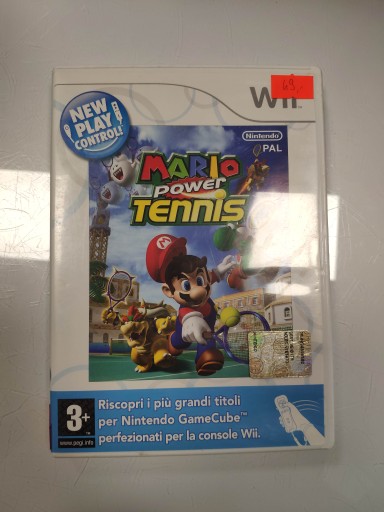 49,-
Wii
NEW
PLAY
CONTROL!
Nintendo
PAL
MARIO
POWER
TENNIS
M
3+
www.pegi.info
Riscopri i più grandi titoli
per Nintendo GameCube™
perfezionati per la console Wii.